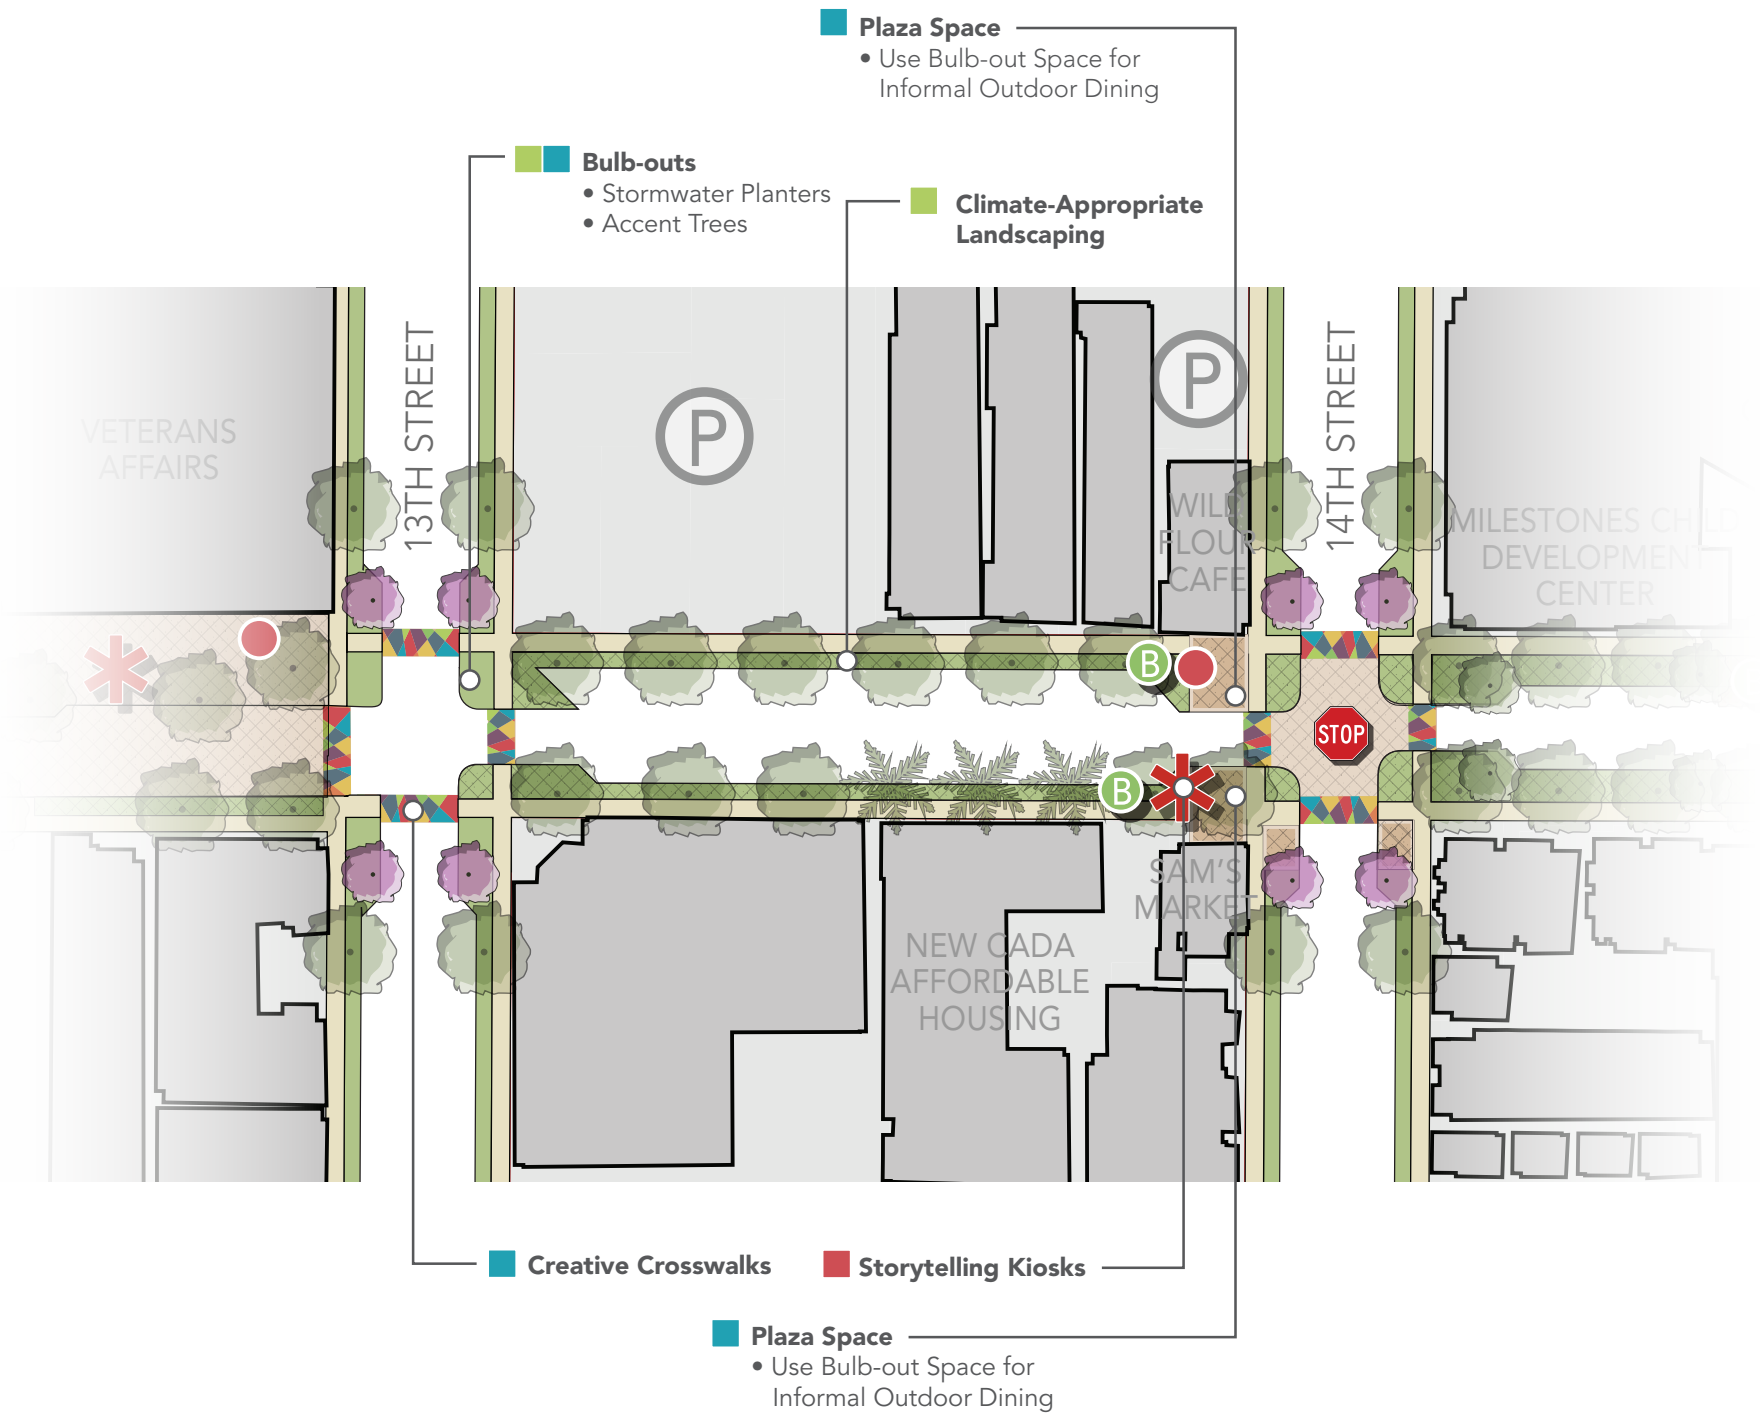 Plaza Space
• Use Bulb-out Space for
Informal Outdoor Dining
Bulb-outs
• Stormwater Planters
• Accent Trees
Climate-Appropriate
Landscaping
VETERANS
AFFAIRS
13TH STREET
P
P
WILD
FLOUR
CAFE
14TH STREET
MILESTONES CHILD
DEVELOPMENT
CENTER
B
STOP
B
SAM'S
MARKET
NEW CADA
AFFORDABLE
HOUSING
Creative Crosswalks
Storytelling Kiosks
Plaza Space
• Use Bulb-out Space for
Informal Outdoor Dining